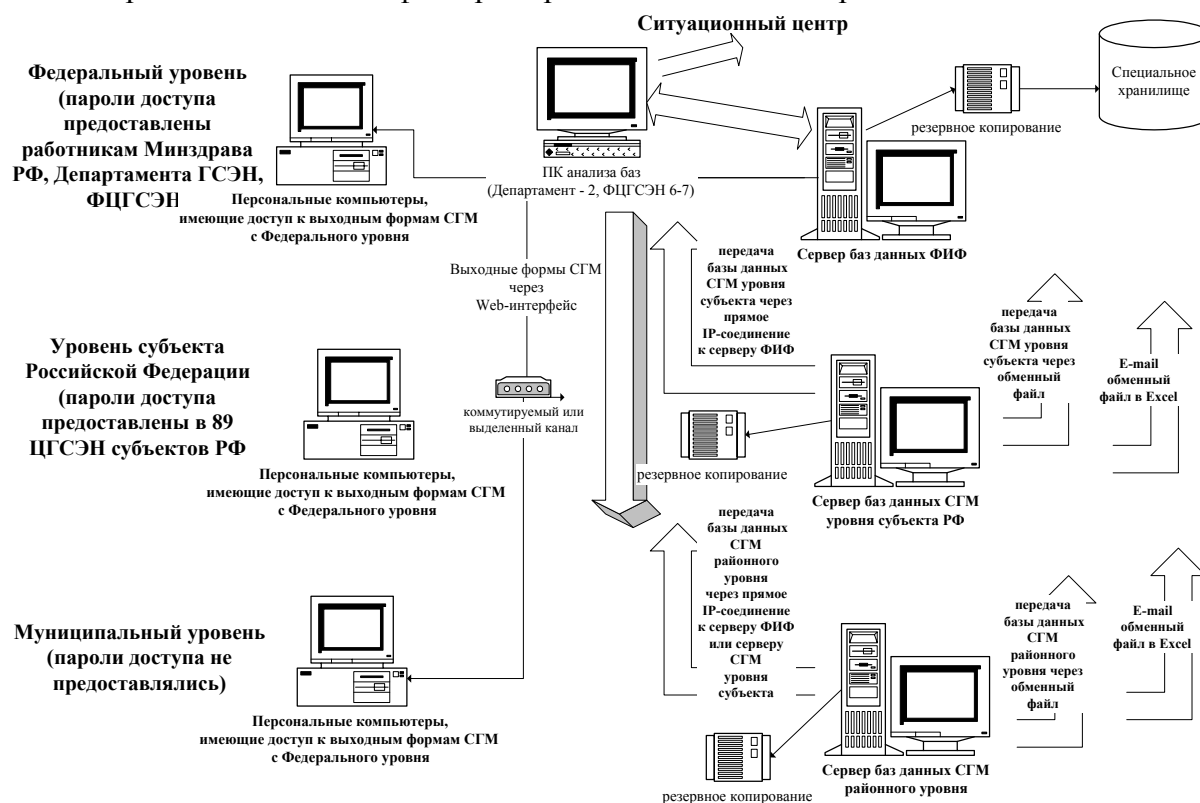 Ситуационный центр
Федеральный уровень
(пароли доступа
предоставлены
работникам Минздрава
РФ, Департамента ГСЭН,
ФЦГСЭН
Персональные компьютеры,
имеющие доступ к выходным формам СГМ
с Федерального уровня
ПК анализа баз
(Департамент - 2, ФЦГСЭН 6-7)
резервное копирование
Специальное
хранилище
Сервер баз данных ФИФ
Выходные формы СГМ
через
Web-интерфейс
передача
базы данных
СГМ уровня
субъекта через
прямое
IP-соединение
к серверу ФИФ
передача
базы данных
СГМ уровня
субъекта через
обменный
файл
E-mail
обменный
файл в Excel
Уровень субъекта
Российской Федерации
(пароли доступа
предоставлены в 89
ЦГСЭН субъектов РФ
Персональные компьютеры,
имеющие доступ к выходным формам СГМ
с Федерального уровня
коммутируемый или
выделенный канал
резервное копирование
Сервер баз данных СГМ
уровня субъекта РФ
передача
базы данных
СГМ
районного
уровня
через прямое
IP-соединение
к серверу ФИФ
или серверу
СГМ
уровня
субъекта
передача
базы данных
СГМ
районного
уровня через
обменный
файл
E-mail
обменный
файл в Excel
Муниципальный уровень
(пароли доступа не
предоставлялись)
Персональные компьютеры,
имеющие доступ к выходным формам СГМ
с Федерального уровня
Сервер баз данных СГМ
районного уровня
резервное копирование